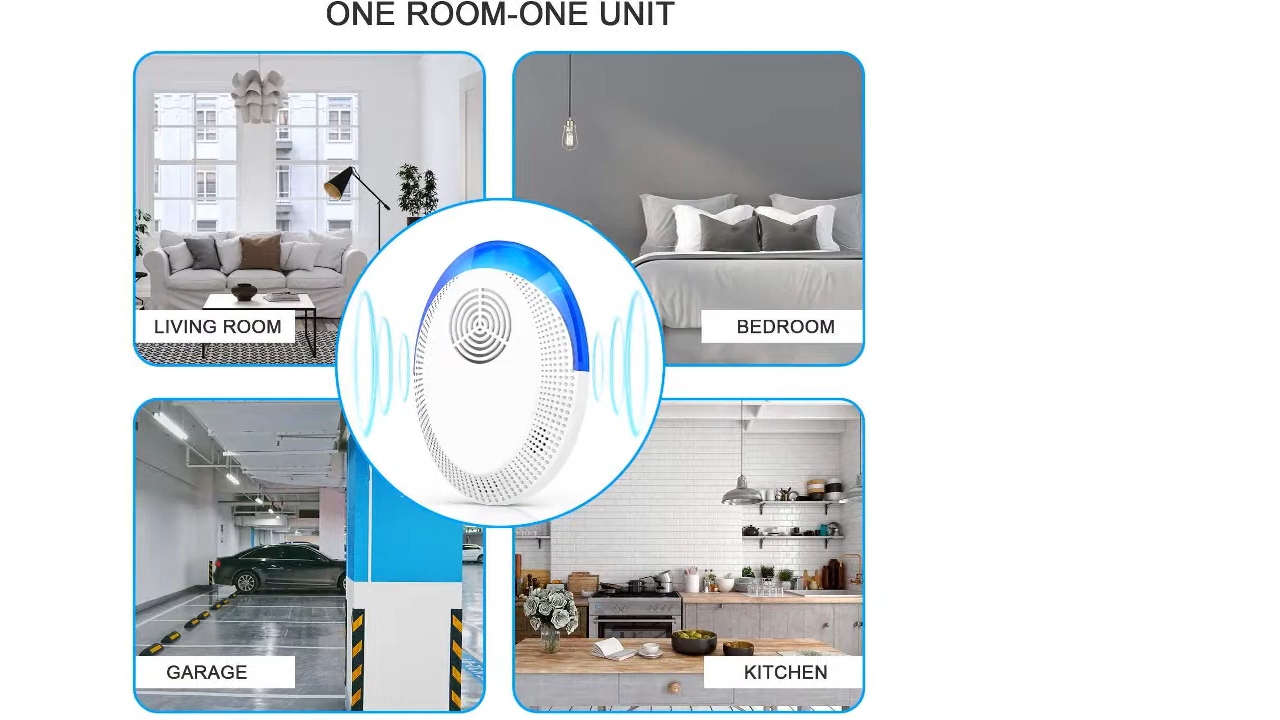 ONE ROOM-ONE UNIT
LIVING ROOM
BEDROOM
GARAGE
KITCHEN